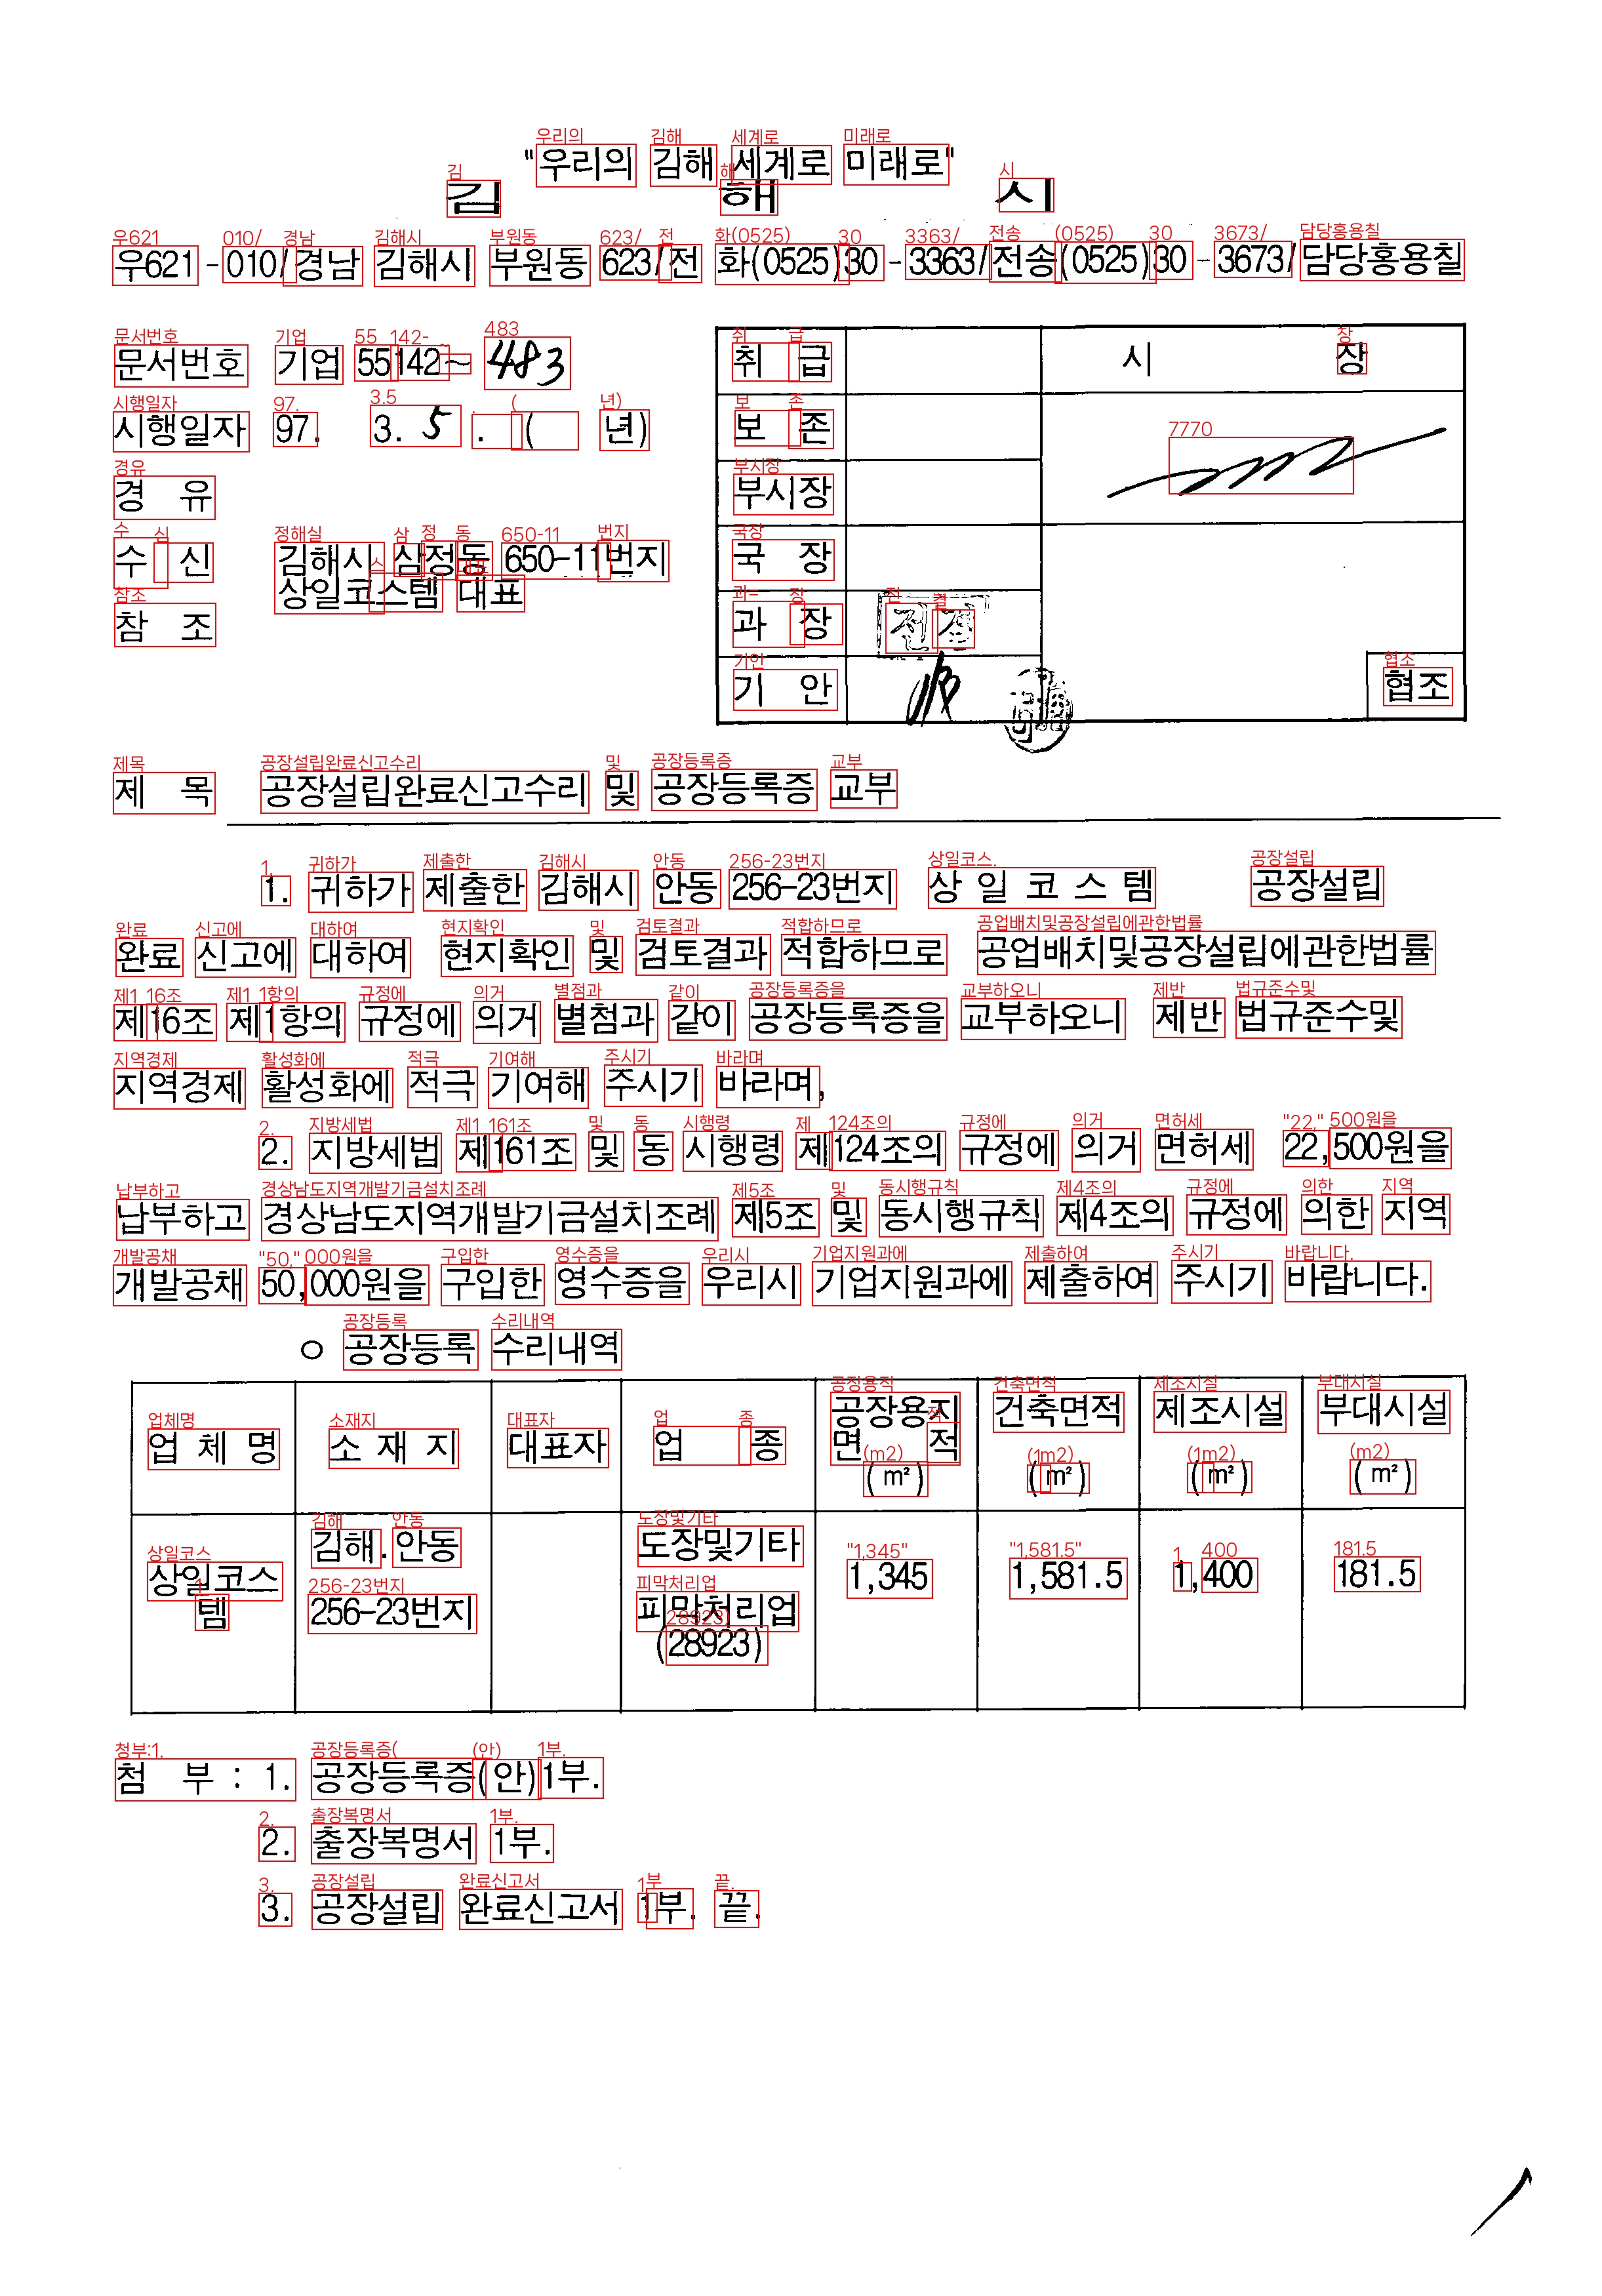 "우리의 김해 세계로 미래로"
김 해 시
우621-010/경남 김해시 부원동 623/전 화(0525)30-3363/전송(0525)30-3673/담당홍용칠
문서번호 기업 55142~ 483
시행일자 97. 3. 5 . ( 년)
경 유
수 신 김해시 삼정동 650-11번지
상일코스템 대표
참 조
취 급 시 장
보 존
부시장
국 장
과 장 전결
기 안 협조
제 목 공장설립완료신고수리 및 공장등록증 교부
1. 귀하가 제출한 김해시 안동 256-23번지 상 일 코 스 템 공장설립
완료 신고에 대하여 현지확인 및 검토결과 적합하므로 공업배치및공장설립에관한법률
제16조 제1항의 규정에 의거 별첨과 같이 공장등록증을 교부하오니 제반 법규준수및
지역경제 활성화에 적극 기여해 주시기 바라며,
2. 지방세법 제161조 및 동 시행령 제124조의 규정에 의거 면허세 22,500원을
납부하고 경상남도지역개발기금설치조례 제5조 및 동시행규칙 제4조의 규정에 의한 지역
개발공채 50,000원을 구입한 영수증을 우리시 기업지원과에 제출하여 주시기 바랍니다.
ㅇ 공장등록 수리내역
업 체 명 소 재 지 대표자 업 종 공장용지 면 적 (㎡) 건축면적 (㎡) 제조시설 (㎡) 부대시설 (㎡)
상일코스템 김해.안동 256-23번지 도장및기타 피막처리업 (28923) 1,345 1,581.5 1,400 181.5
첨 부 : 1. 공장등록증(안)1부.
2. 출장복명서 1부.
3. 공장설립 완료신고서 1부. 끝.